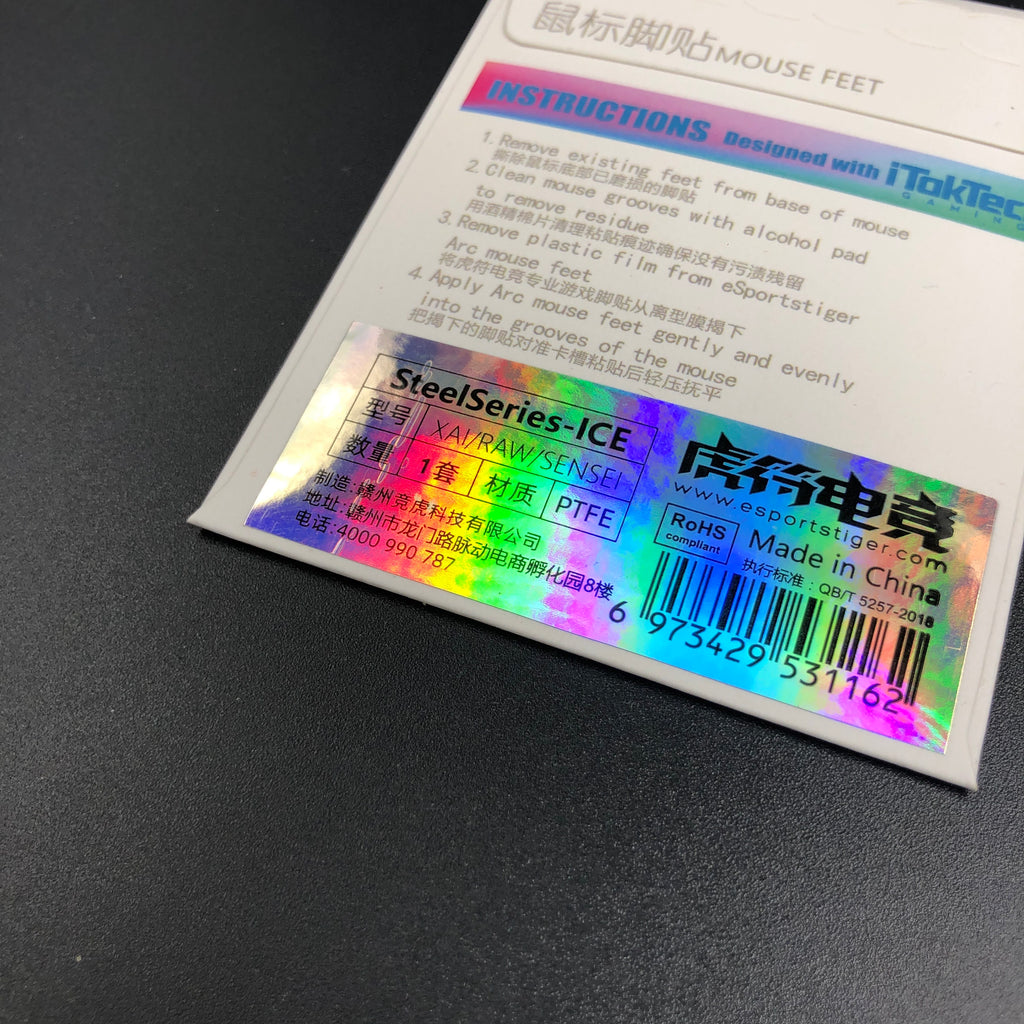 鼠标脚贴MOUSE FEET
INSTRUCTIONS Designed with iTokTec
GAMING
1. Remove existing feet from base of mouse
撕除鼠标底部已磨损的脚贴
2. Clean mouse grooves with alcohol pad
to remove residue
用酒精棉片清理粘贴痕迹确保没有污渍残留
3. Remove plastic film from eSportstiger
Arc mouse feet
将虎符电竞专业游戏脚贴从离型膜揭下
4. Apply Arc mouse feet gently and evenly
into the grooves of the mouse
把揭下的脚贴对准卡槽粘贴后轻压抚平
SteelSeries-ICE
型号 XAI/RAW/SENSEI
数量 1套 材质 PTFE
制造:赣州竞虎科技有限公司
地址:赣州市龙门路脉动电商孵化园8楼
电话:4000 990 787
虎符电竞
www.esportstiger.com
RoHS
compliant
Made in China
执行标准：QB/T 5257-2018
6 973429 531162